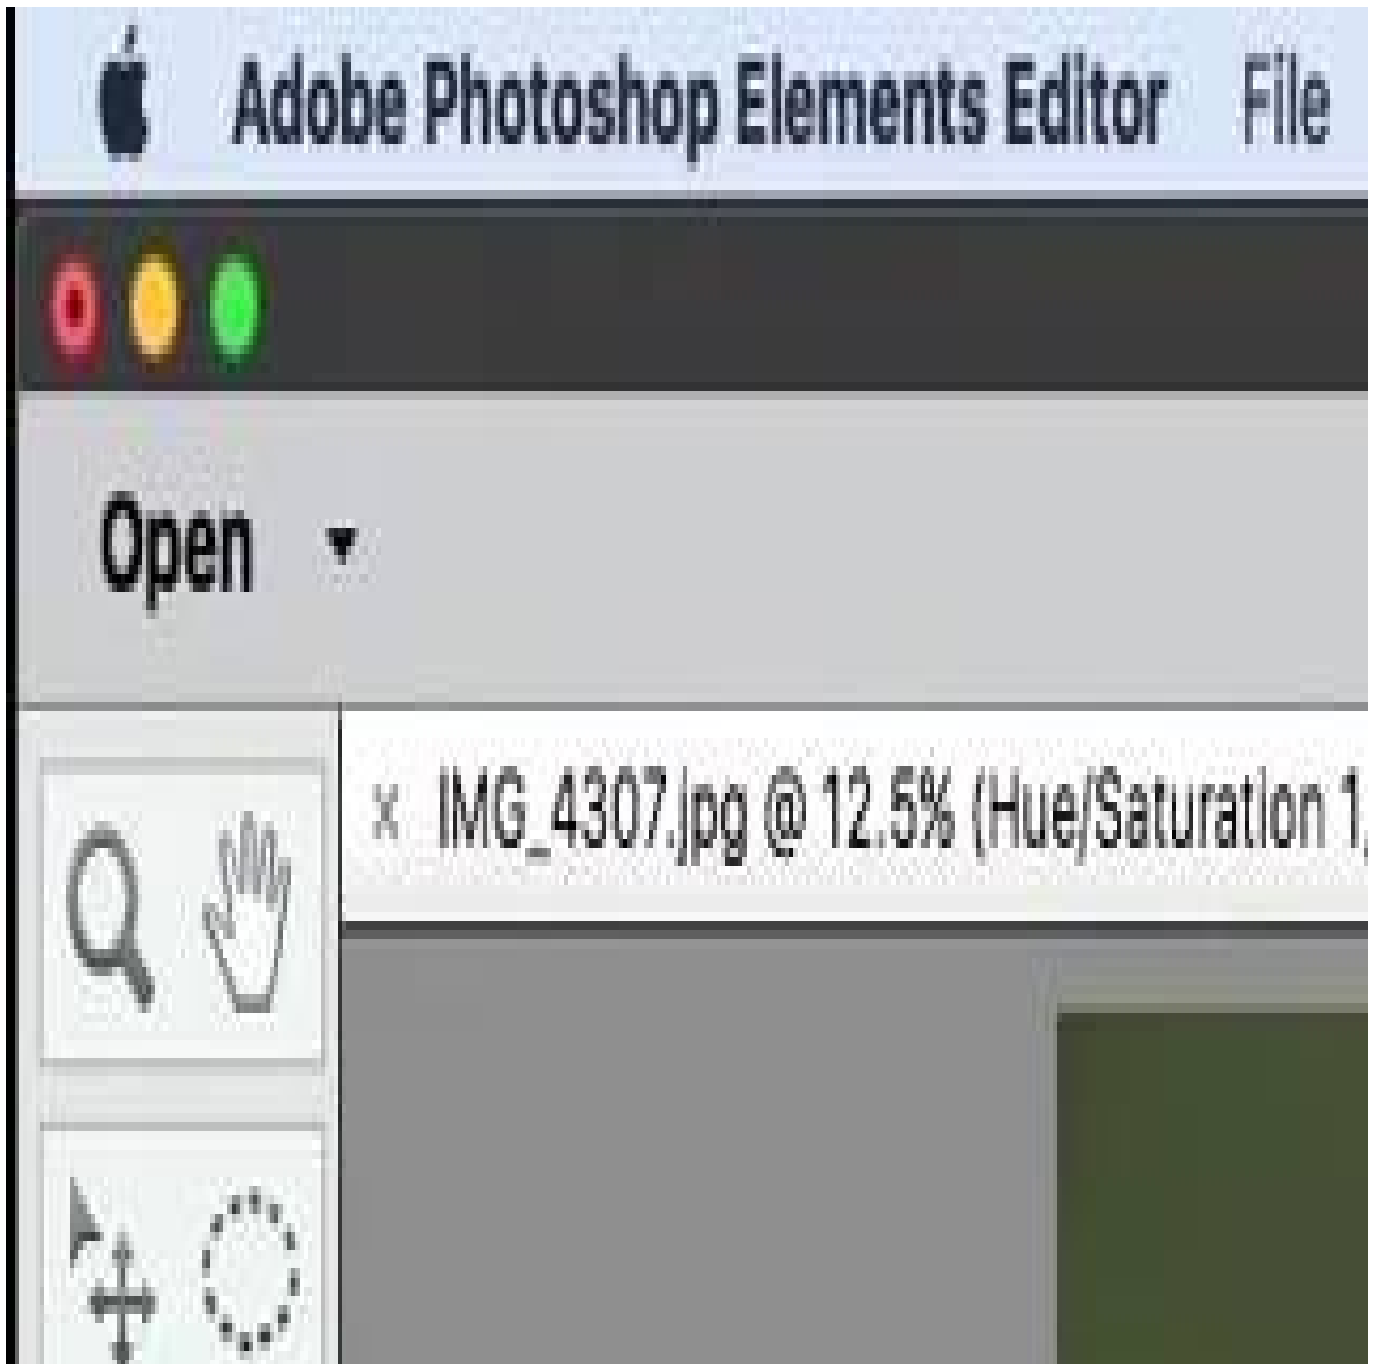 Adobe Photoshop Elements Editor File
Open
x IMG_4307.jpg @ 12.5% (Hue/Saturation 1,